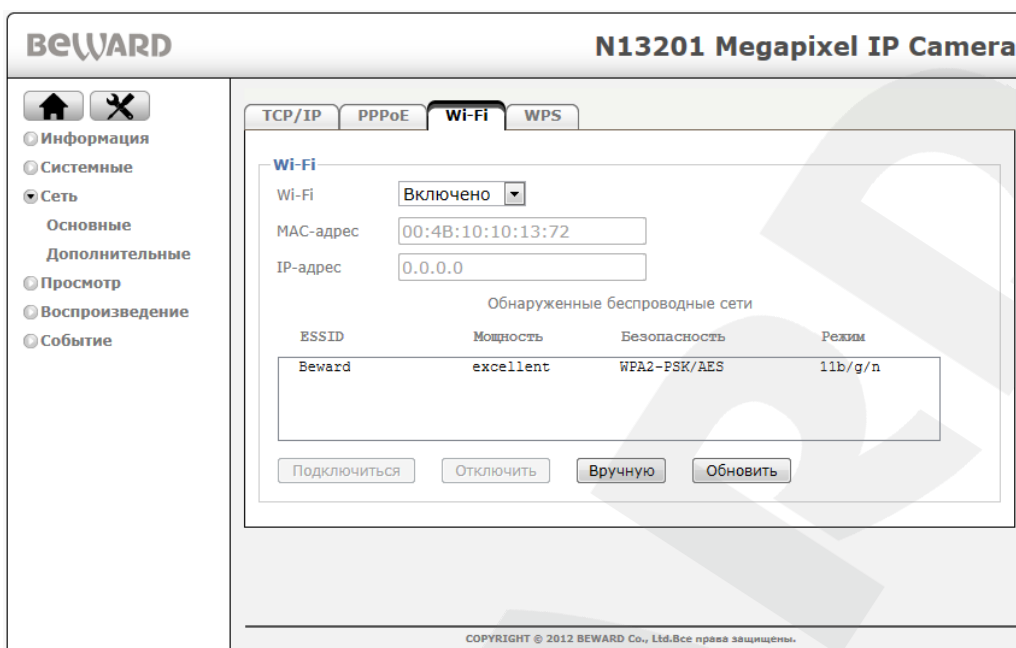 BEWARD
N13201 Megapixel IP Camera
Информация
Системные
Сеть
Основные
Дополнительные
Просмотр
Воспроизведение
Событие
TCP/IP PPPoE Wi-Fi WPS
Wi-Fi
Wi-Fi Включено
MAC-адрес 00:4B:10:10:13:72
IP-адрес 0.0.0.0
Обнаруженные беспроводные сети
ESSID Мощность Безопасность Режим
Beward excellent WPA2-PSK/AES 11b/g/n
Подключиться Отключить Вручную Обновить
COPYRIGHT © 2012 BEWARD Co., Ltd.Все права защищены.